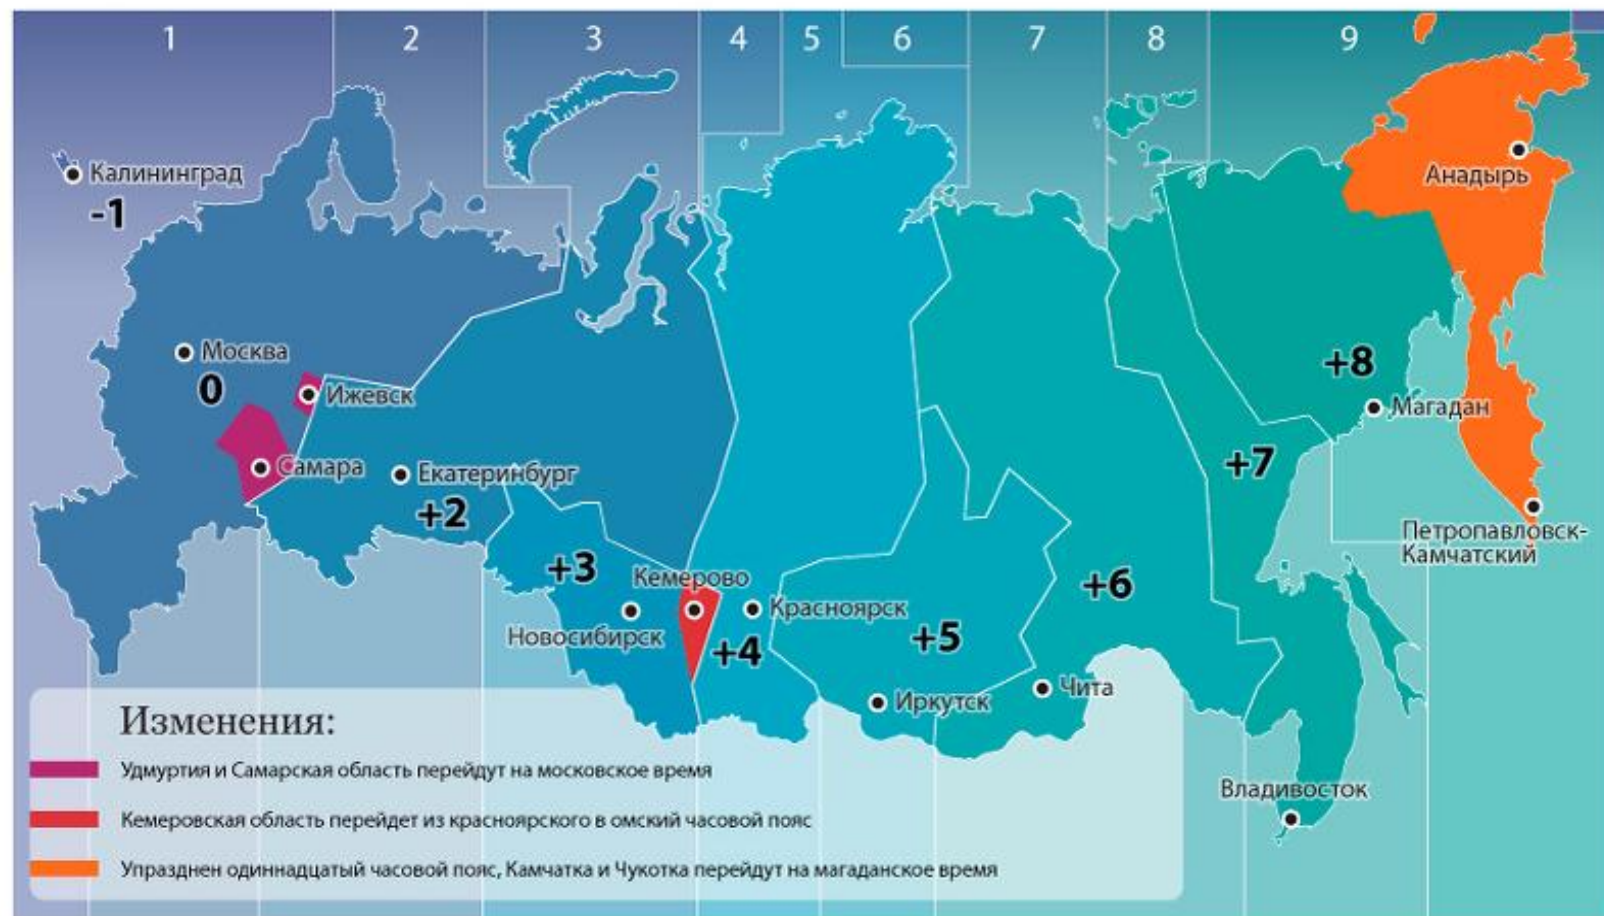 1 2 3 4 5 6 7 8 9
Калининград
-1
Анадырь
Москва
0
Ижевск
+8
Магадан
Самара
Екатеринбург
+2
+7
Петропавловск-
Камчатский
+3
Кемерово
+6
Новосибирск
Красноярск
+4
+5
Иркутск
Чита
Владивосток
Изменения:
Удмуртия и Самарская область перейдут на московское время
Кемеровская область перейдет из красноярского в омский часовой пояс
Упразднен одиннадцатый часовой пояс, Камчатка и Чукотка перейдут на магаданское время